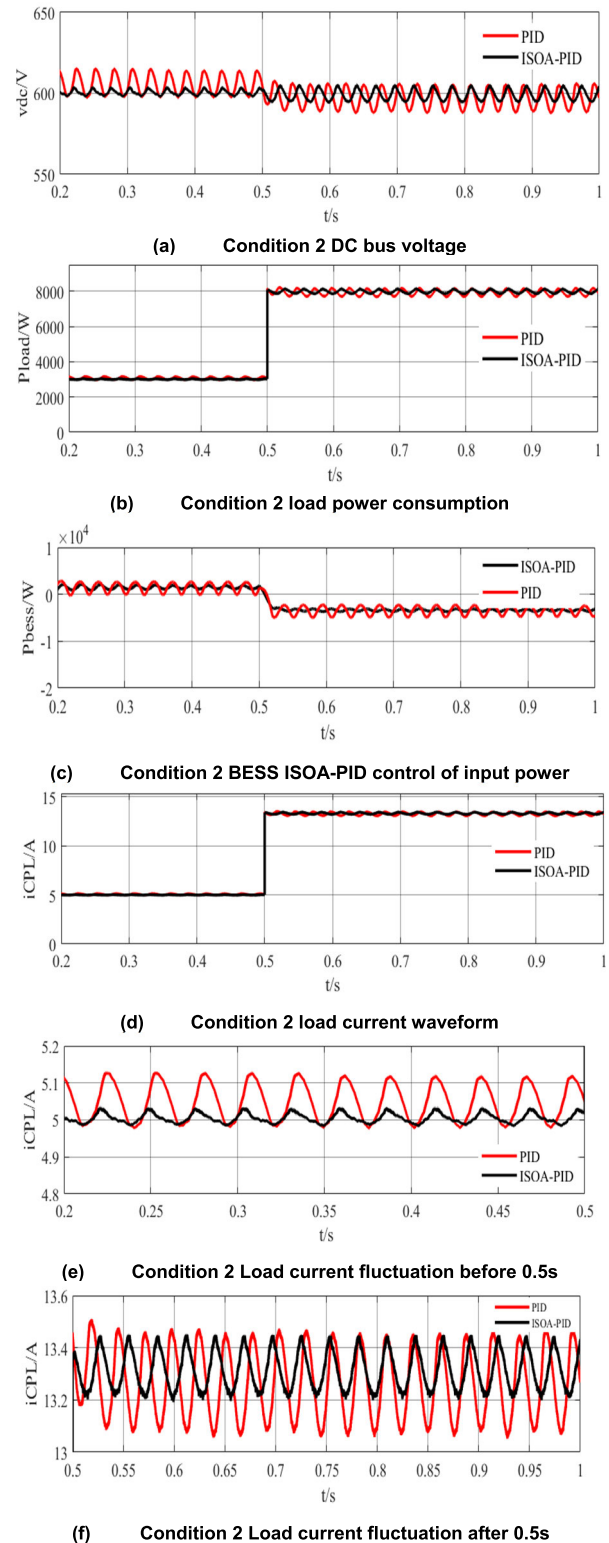 650
600
550
vdc/V
PID
ISOA-PID
0.2 0.3 0.4 0.5 0.6 0.7 0.8 0.9 1
t/s
(a) Condition 2 DC bus voltage
8000
6000
4000
2000
0
Pload/W
PID
ISOA-PID
0.2 0.3 0.4 0.5 0.6 0.7 0.8 0.9 1
t/s
(b) Condition 2 load power consumption
×10⁴
1
0
-1
-2
Pbess/W
ISOA-PID
PID
0.2 0.3 0.4 0.5 0.6 0.7 0.8 0.9 1
t/s
(c) Condition 2 BESS ISOA-PID control of input power
15
10
5
0
iCPL/A
PID
ISOA-PID
0.2 0.3 0.4 0.5 0.6 0.7 0.8 0.9 1
t/s
(d) Condition 2 load current waveform
5.2
5.1
5
4.9
4.8
iCPL/A
PID
ISOA-PID
0.2 0.25 0.3 0.35 0.4 0.45 0.5
t/s
(e) Condition 2 Load current fluctuation before 0.5s
13.6
13.4
13.2
13
iCPL/A
PID
ISOA-PID
0.5 0.55 0.6 0.65 0.7 0.75 0.8 0.85 0.9 0.95 1
t/s
(f) Condition 2 Load current fluctuation after 0.5s